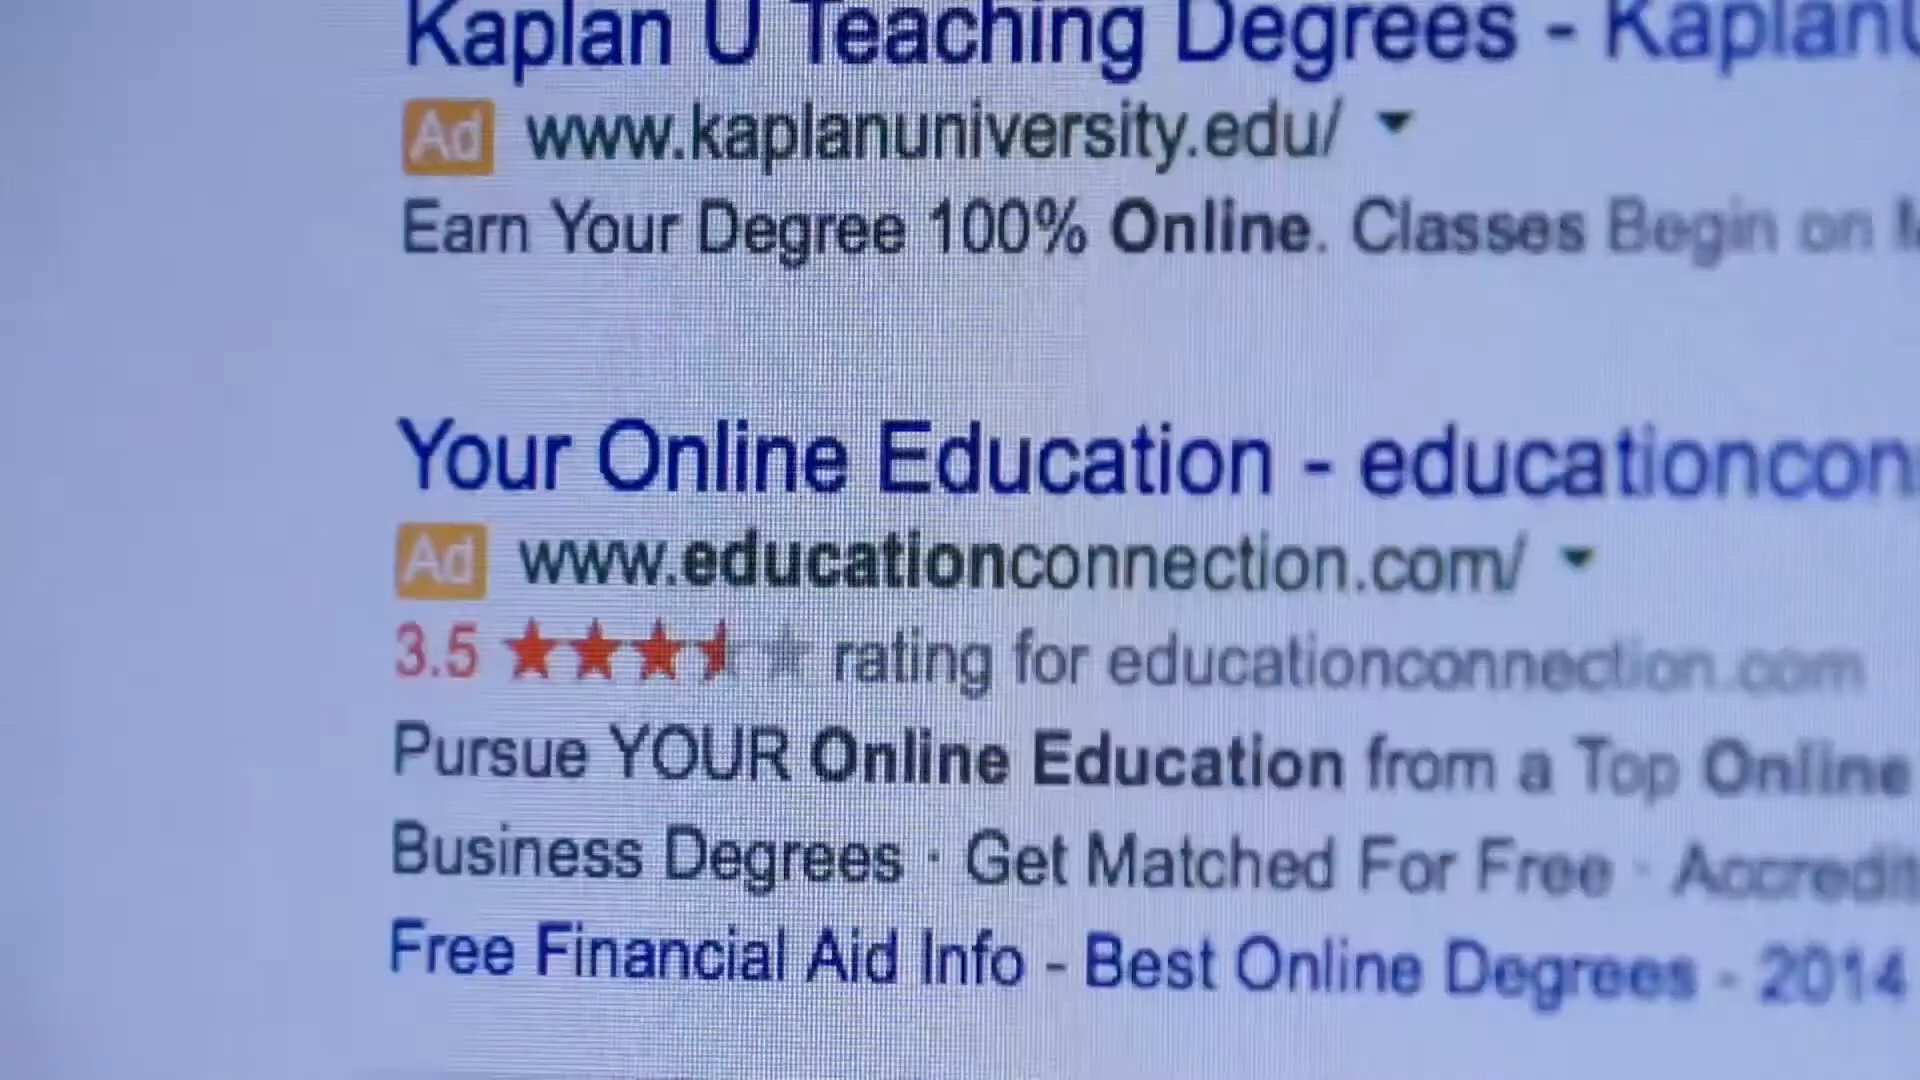 Kaplan U Teaching Degrees - Kaplan
Ad www.kaplanuniversity.edu/
Earn Your Degree 100% Online. Classes Begin on
Your Online Education - educationcon
Ad www.educationconnection.com/
3.5 rating for educationconnection.com
Pursue YOUR Online Education from a Top Online
Business Degrees · Get Matched For Free · Accredit
Free Financial Aid Info - Best Online Degrees - 2014